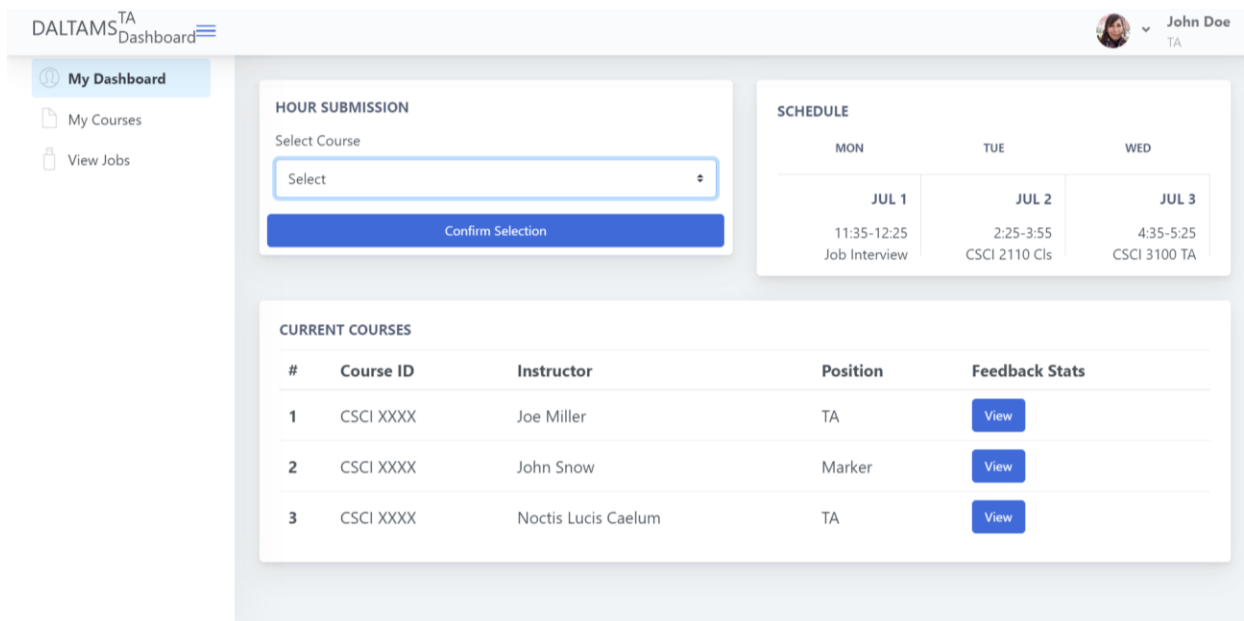 DALTAMS TA Dashboard
John Doe
TA
My Dashboard
My Courses
View Jobs
HOUR SUBMISSION
Select Course
Select
Confirm Selection
SCHEDULE
MON TUE WED
JUL 1 JUL 2 JUL 3
11:35-12:25 2:25-3:55 4:35-5:25
Job Interview CSCI 2110 Cls CSCI 3100 TA
CURRENT COURSES
# Course ID Instructor Position Feedback Stats
1 CSCI XXXX Joe Miller TA View
2 CSCI XXXX John Snow Marker View
3 CSCI XXXX Noctis Lucis Caelum TA View